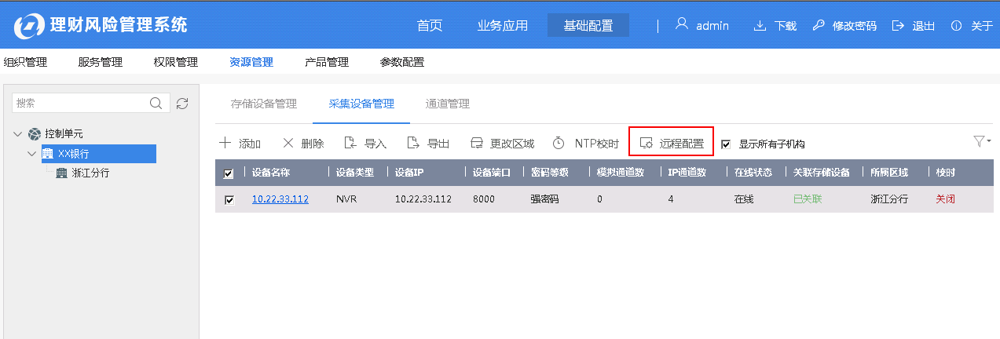 理财风险管理系统 首页 业务应用 基础配置 admin 下载 修改密码 退出 关于
组织管理 服务管理 权限管理 资源管理 产品管理 参数配置
搜索
控制单元
XX银行
浙江分行
存储设备管理 采集设备管理 通道管理
添加 删除 导入 导出 更改区域 NTP校时 远程配置 显示所有子机构
设备名称 设备类型 设备IP 设备端口 密码等级 模拟通道数 IP通道数 在线状态 关联存储设备 所属区域 校时
10.22.33.112 NVR 10.22.33.112 8000 强密码 0 4 在线 已关联 浙江分行 关闭